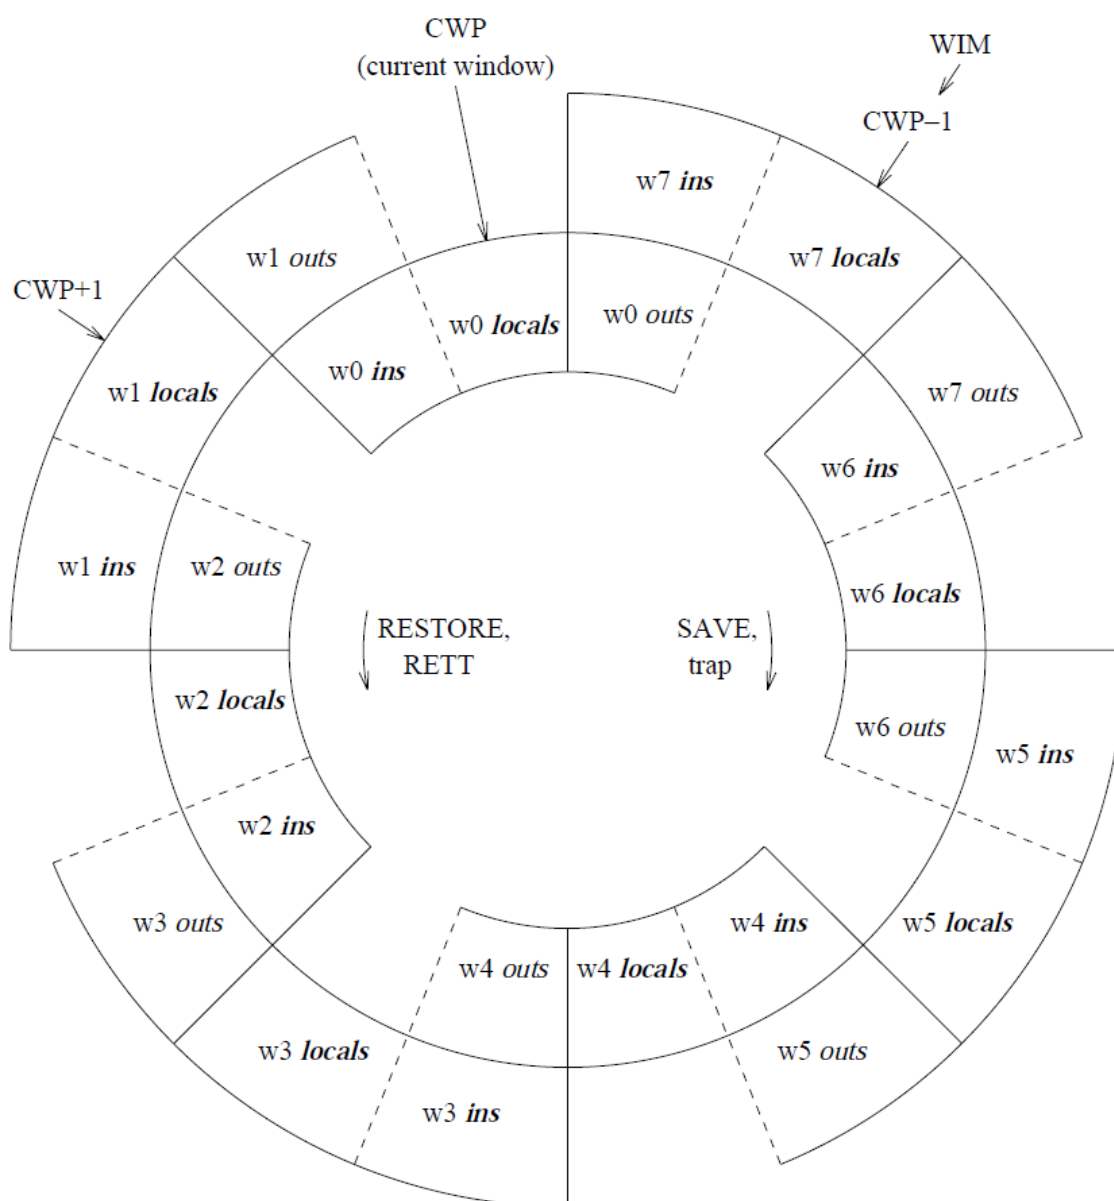 CWP
(current window)
WIM
CWP−1
w7 ins
w1 outs
w7 locals
CWP+1
w0 locals
w0 outs
w0 ins
w1 locals
w7 outs
w6 ins
w1 ins
w2 outs
w6 locals
RESTORE,
RETT
SAVE,
trap
w2 locals
w6 outs
w5 ins
w2 ins
w3 outs
w4 ins
w5 locals
w4 outs
w4 locals
w3 locals
w5 outs
w3 ins